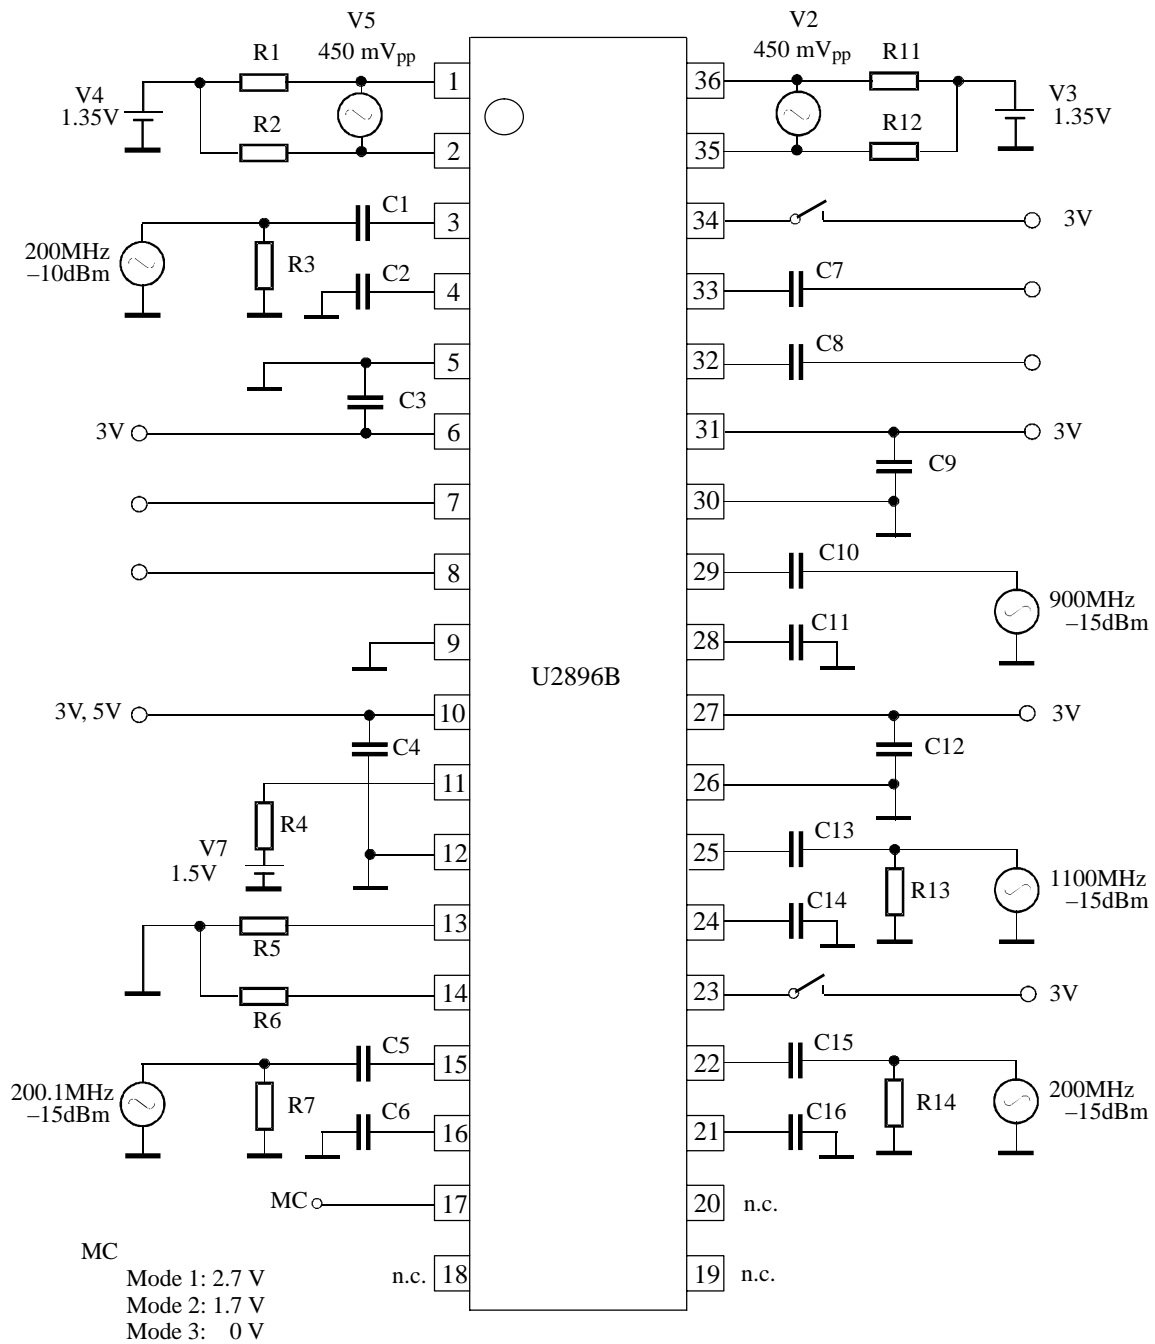 V5
450 mVpp
R1
V4
1.35V
R2
1
2
200MHz
–10dBm
R3
C1
C2
3
4
5
C3
3V
6
7
8
9
3V, 5V
10
C4
11
R4
V7
1.5V
12
13
R5
14
R6
C5
15
200.1MHz
–15dBm
R7
C6
16
MC
17
n.c.
18
MC
Mode 1: 2.7 V
Mode 2: 1.7 V
Mode 3: 0 V
U2896B
V2
450 mVpp
R11
36
V3
1.35V
R12
35
34
3V
33
C7
32
C8
31
3V
C9
30
29
C10
900MHz
–15dBm
28
C11
27
3V
C12
26
25
C13
R13
1100MHz
–15dBm
24
C14
23
3V
22
C15
R14
200MHz
–15dBm
21
C16
20
n.c.
19
n.c.